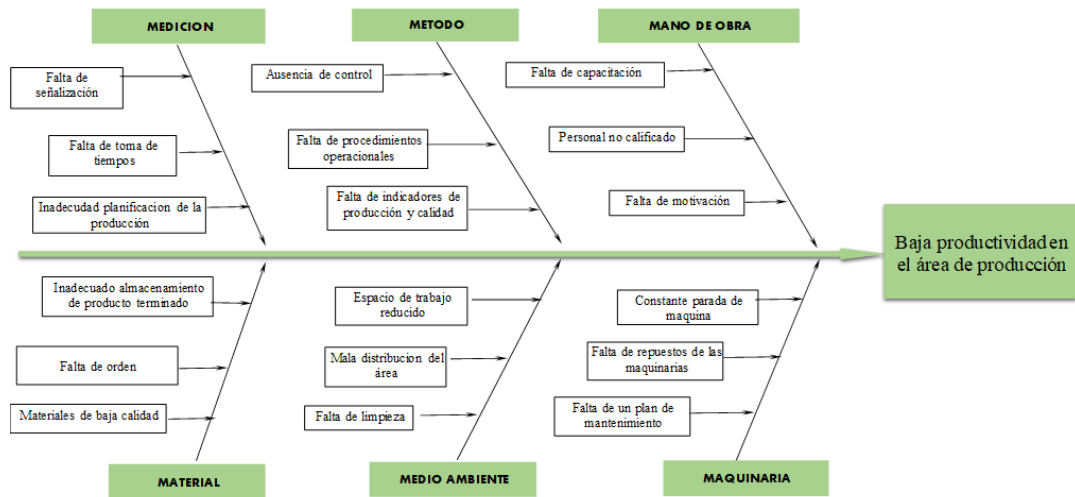 MEDICION
METODO
MANO DE OBRA
Falta de
señalización
Falta de toma de
tiempos
Inadecudad planificacion de la
producción
Ausencia de control
Falta de procedimientos
operacionales
Falta de indicadores de
producción y calidad
Falta de capacitación
Personal no calificado
Falta de motivación
Baja productividad en
el área de producción
Inadecuado almacenamiento
de producto terminado
Falta de orden
Materiales de baja calidad
Espacio de trabajo
reducido
Mala distribucion del
área
Falta de limpieza
Constante parada de
maquina
Falta de repuestos de las
maquinarias
Falta de un plan de
mantenimiento
MATERIAL
MEDIO AMBIENTE
MAQUINARIA